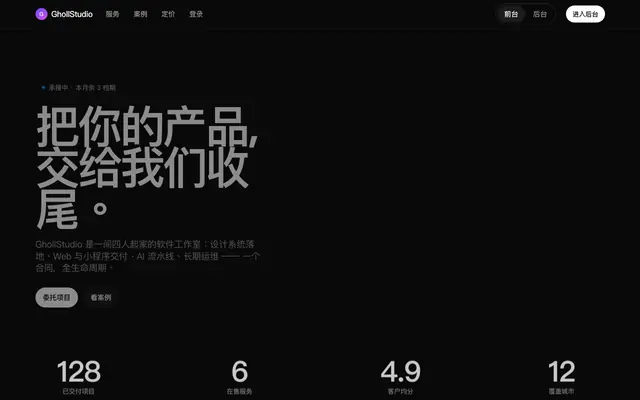 G GhollStudio 服务 案例 定价 登录 前台 后台 进入后台
承接中 · 本月前 3 档期
把你的产品,
交给我们收
尾。
GhollStudio 是一间四人起家的软件工作室：设计系统落
地、Web 与小程序交付、AI 流水线、长期运维 —— 一个
合同，全生命周期。
委托项目 看案例
128 6 4.9 12
已交付项目 在售服务 客户均分 覆盖城市